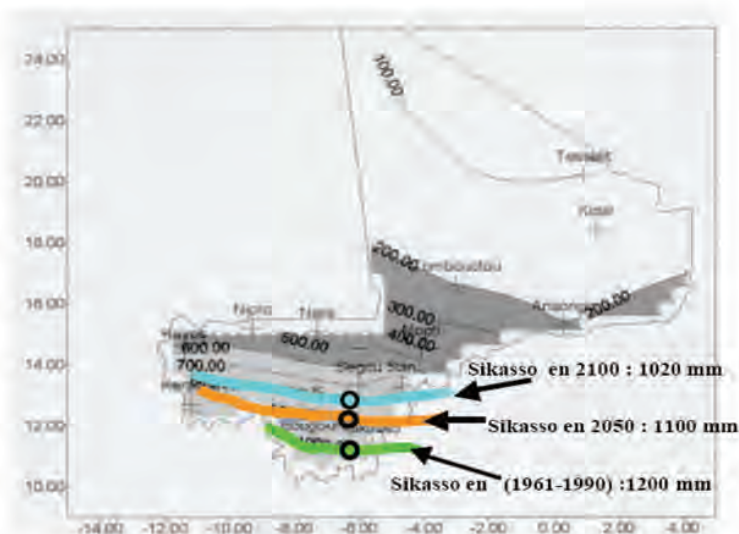 24.00
100.00
22.00
Tessalit
20.00
Kidal
18.00
200.00
Tomboutou
16.00
Nara
300.00
200.00
Mopti
400.00
500.00
14.00
600.00
Segou San
700.00
Sikasso en 2100 : 1020 mm
12.00
Sikasso en 2050 : 1100 mm
10.00
Sikasso en (1961-1990) :1200 mm
-14.00 -12.00 -10.00 -8.00 -6.00 -4.00 -2.00 0.00 2.00 4.00